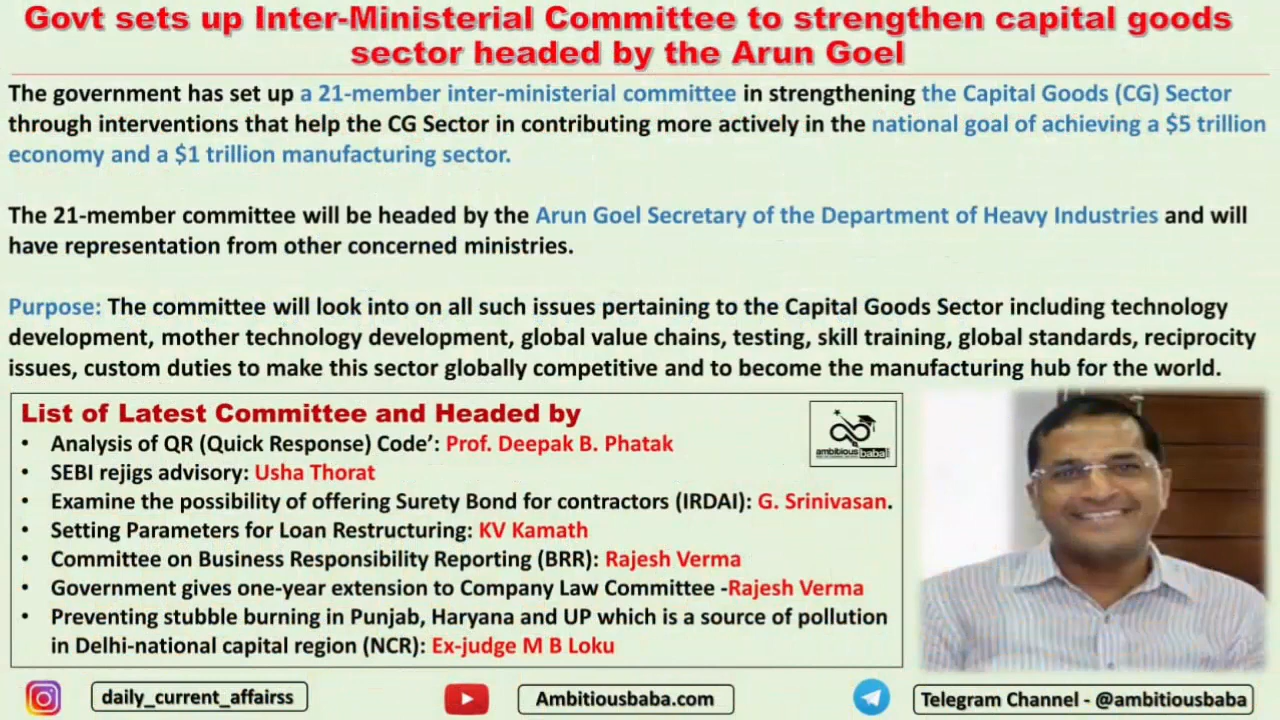 Govt sets up Inter-Ministerial Committee to strengthen capital goods
sector headed by the Arun Goel
The government has set up a 21-member inter-ministerial committee in strengthening the Capital Goods (CG) Sector
through interventions that help the CG Sector in contributing more actively in the national goal of achieving a $5 trillion
economy and a $1 trillion manufacturing sector.
The 21-member committee will be headed by the Arun Goel Secretary of the Department of Heavy Industries and will
have representation from other concerned ministries.
Purpose: The committee will look into on all such issues pertaining to the Capital Goods Sector including technology
development, mother technology development, global value chains, testing, skill training, global standards, reciprocity
issues, custom duties to make this sector globally competitive and to become the manufacturing hub for the world.
List of Latest Committee and Headed by
• Analysis of QR (Quick Response) Code’: Prof. Deepak B. Phatak
• SEBI rejigs advisory: Usha Thorat
• Examine the possibility of offering Surety Bond for contractors (IRDAI): G. Srinivasan.
• Setting Parameters for Loan Restructuring: KV Kamath
• Committee on Business Responsibility Reporting (BRR): Rajesh Verma
• Government gives one-year extension to Company Law Committee -Rajesh Verma
• Preventing stubble burning in Punjab, Haryana and UP which is a source of pollution
in Delhi-national capital region (NCR): Ex-judge M B Loku
ambitious baba
daily_current_affairss
Ambitiousbaba.com
Telegram Channel - @ambitiousbaba